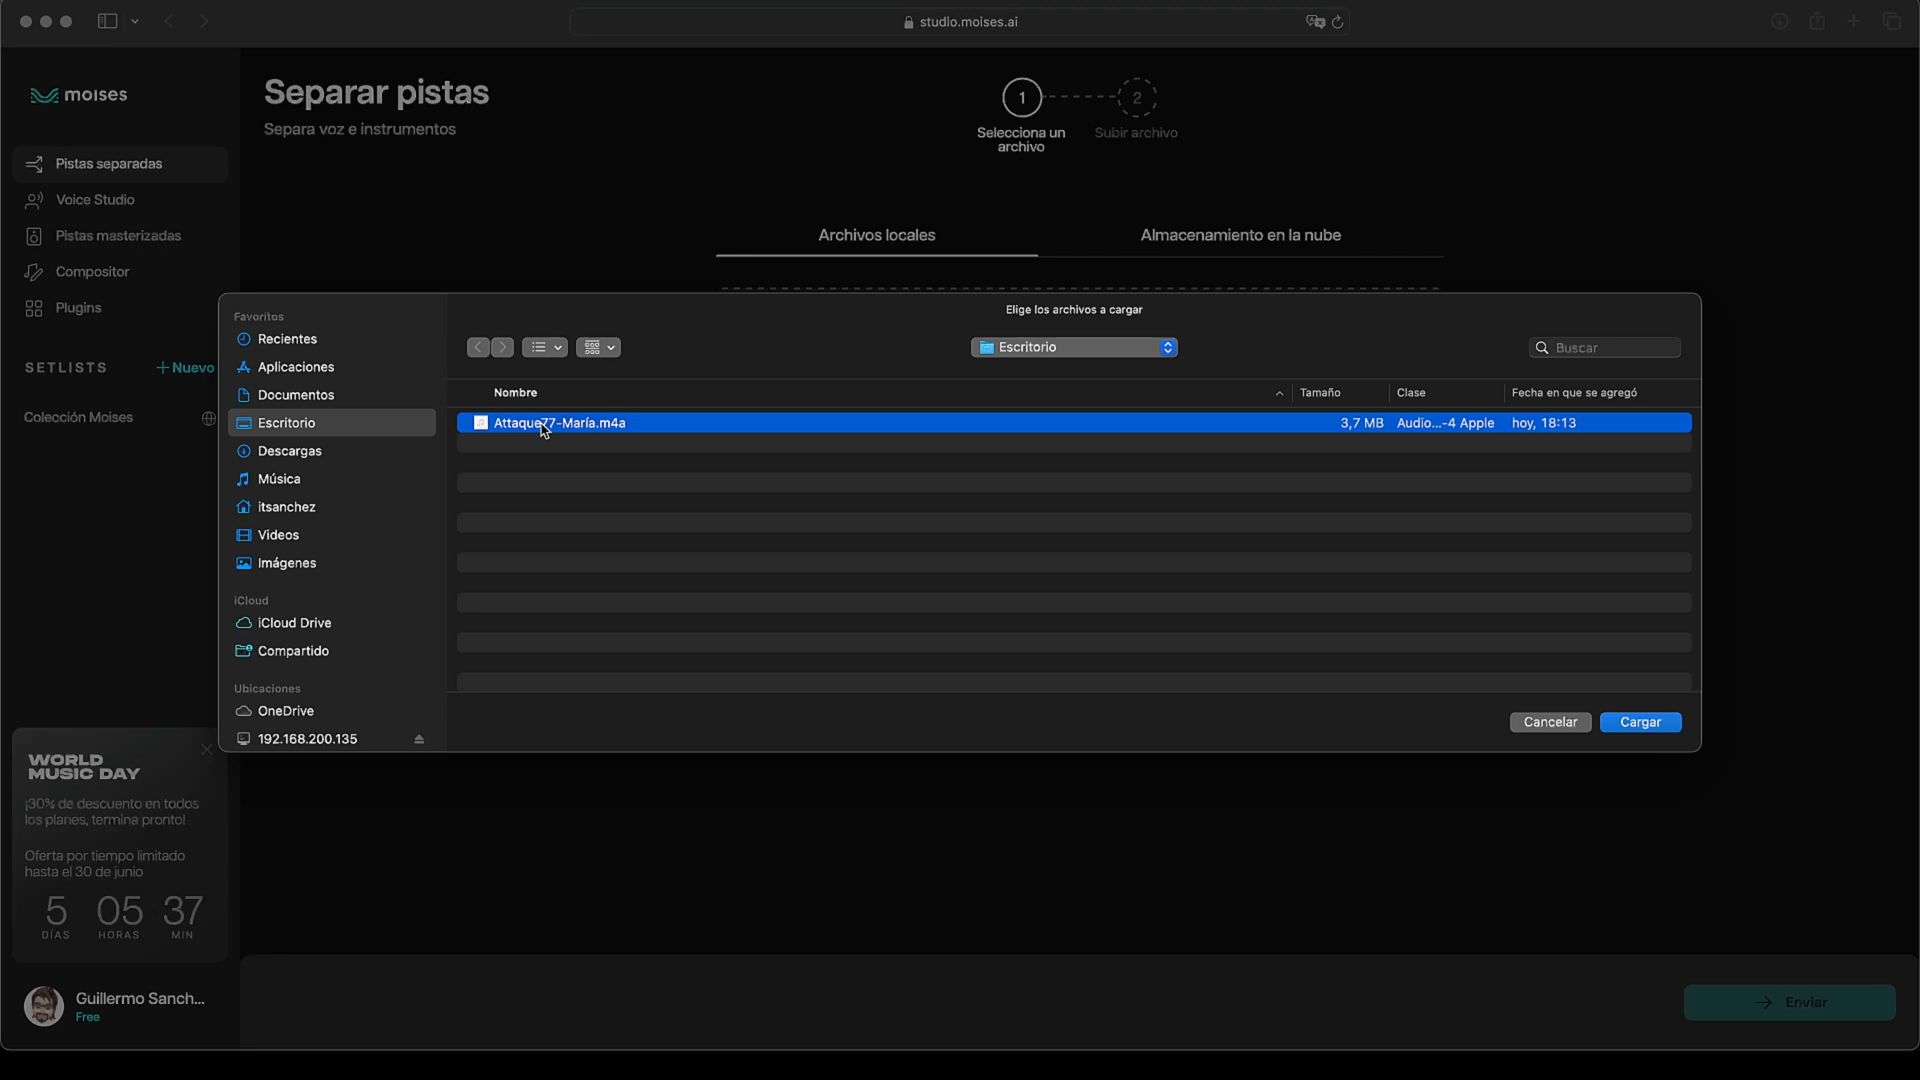 studio.moises.ai
moises
Separar pistas
Separa voz e instrumentos
1
2
Selecciona un
archivo
Subir archivo
Pistas separadas
Voice Studio
Pistas masterizadas
Compositor
Plugins
SETLISTS
+ Nuevo
Colección Moises
Archivos locales
Almacenamiento en la nube
Elige los archivos a cargar
Favoritos
Recientes
Aplicaciones
Documentos
Escritorio
Descargas
Música
itsanchez
Videos
Imágenes
iCloud
iCloud Drive
Compartido
Ubicaciones
OneDrive
192.168.200.135
Escritorio
Buscar
Nombre
Tamaño
Clase
Fecha en que se agregó
Attaque77-María.m4a
3,7 MB
Audio...-4 Apple
hoy, 18:13
Cancelar
Cargar
WORLD
MUSIC DAY
¡30% de descuento en todos
los planes, termina pronto!
Oferta por tiempo limitado
hasta el 30 de junio
5 05 37
DÍAS HORAS MIN
Guillermo Sanch...
Free
Enviar